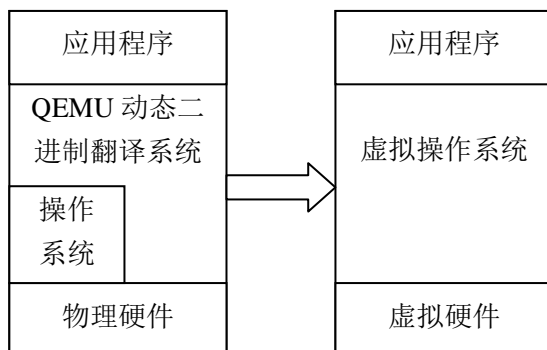 应用程序
QEMU 动态二
进制翻译系统
操作
系统
物理硬件
应用程序
虚拟操作系统
虚拟硬件